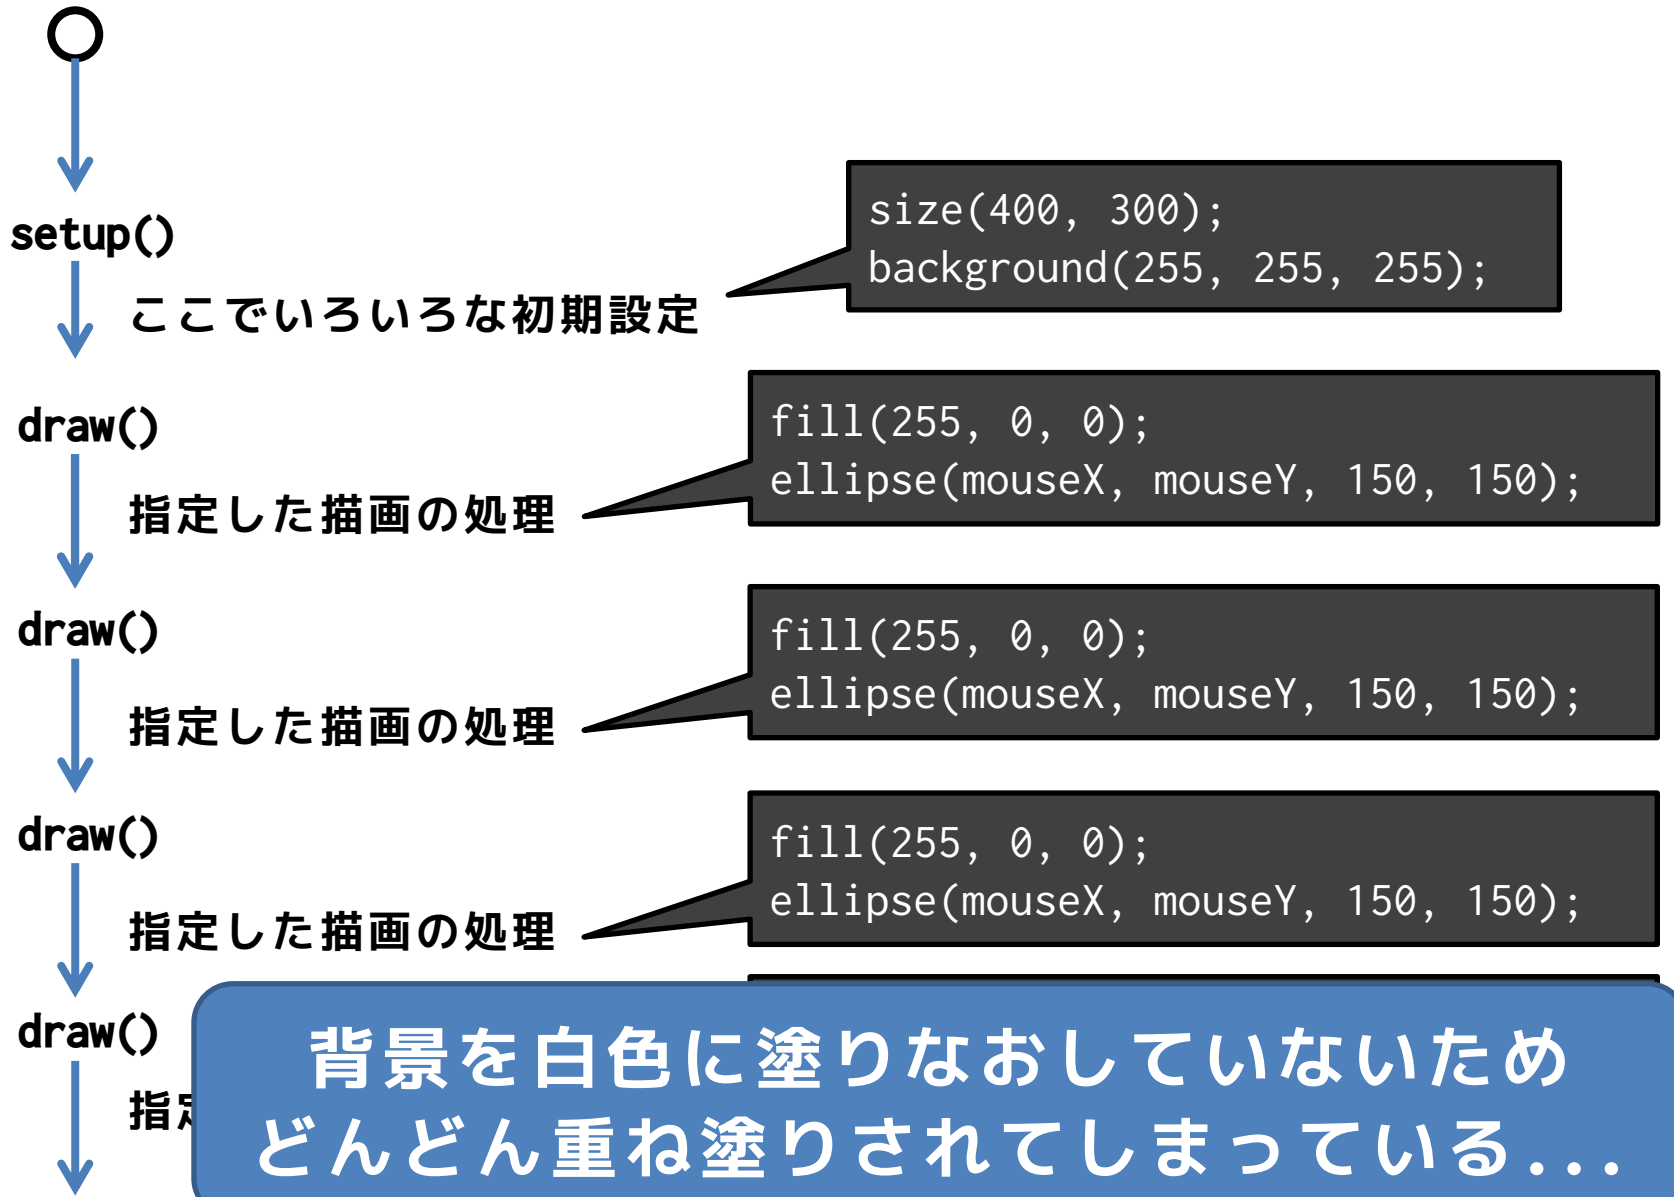 setup()
ここでいろいろな初期設定
size(400, 300);
background(255, 255, 255);
draw()
指定した描画の処理
fill(255, 0, 0);
ellipse(mouseX, mouseY, 150, 150);
draw()
指定した描画の処理
fill(255, 0, 0);
ellipse(mouseX, mouseY, 150, 150);
draw()
指定した描画の処理
fill(255, 0, 0);
ellipse(mouseX, mouseY, 150, 150);
draw()
指
背景を白色に塗りなおしていないため
どんどん重ね塗りされてしまっている...